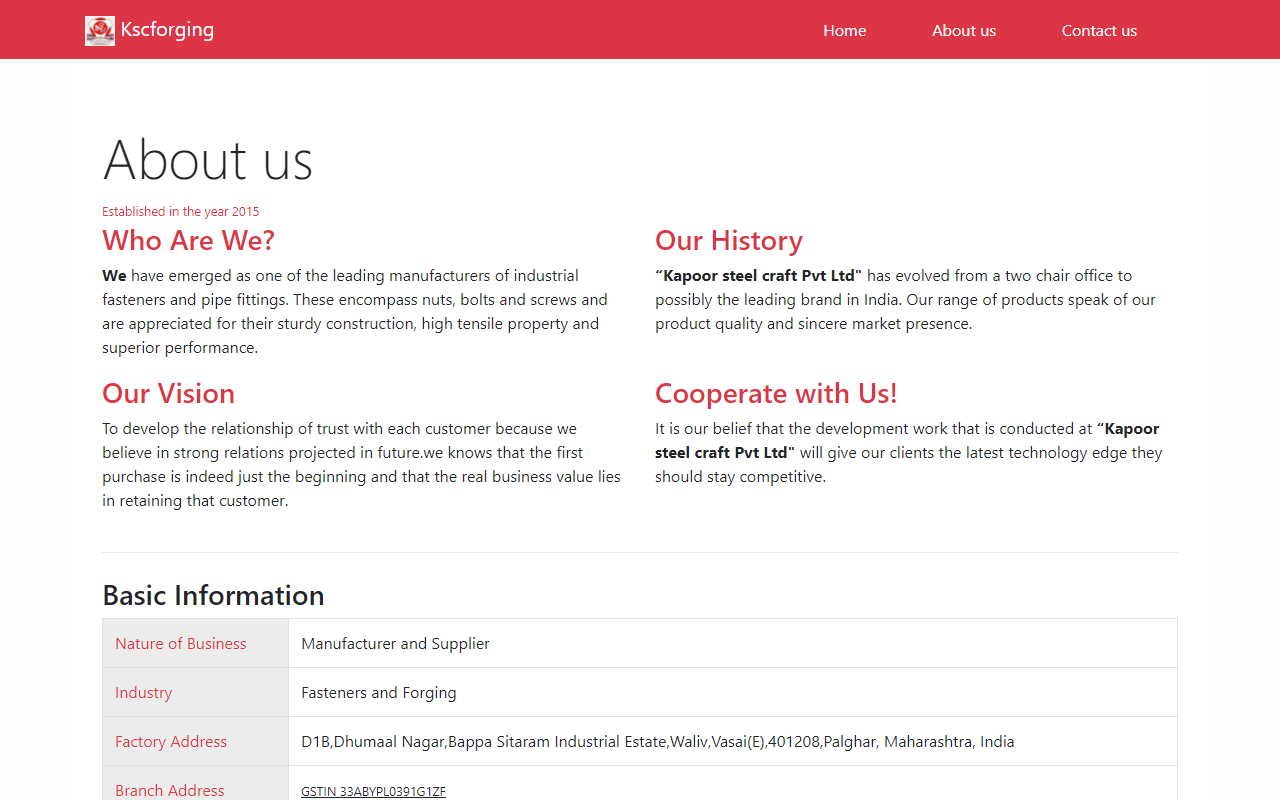 Kscforging
Home
About us
Contact us
About us
Established in the year 2015
Who Are We?
We have emerged as one of the leading manufacturers of industrial
fasteners and pipe fittings. These encompass nuts, bolts and screws and
are appreciated for their sturdy construction, high tensile property and
superior performance.
Our History
“Kapoor steel craft Pvt Ltd" has evolved from a two chair office to
possibly the leading brand in India. Our range of products speak of our
product quality and sincere market presence.
Our Vision
To develop the relationship of trust with each customer because we
believe in strong relations projected in future.we knows that the first
purchase is indeed just the beginning and that the real business value lies
in retaining that customer.
Cooperate with Us!
It is our belief that the development work that is conducted at “Kapoor
steel craft Pvt Ltd" will give our clients the latest technology edge they
should stay competitive.
Basic Information
Nature of Business
Manufacturer and Supplier
Industry
Fasteners and Forging
Factory Address
D1B,Dhumaal Nagar,Bappa Sitaram Industrial Estate,Waliv,Vasai(E),401208,Palghar, Maharashtra, India
Branch Address
GSTIN 33ABYPL0391G1ZF